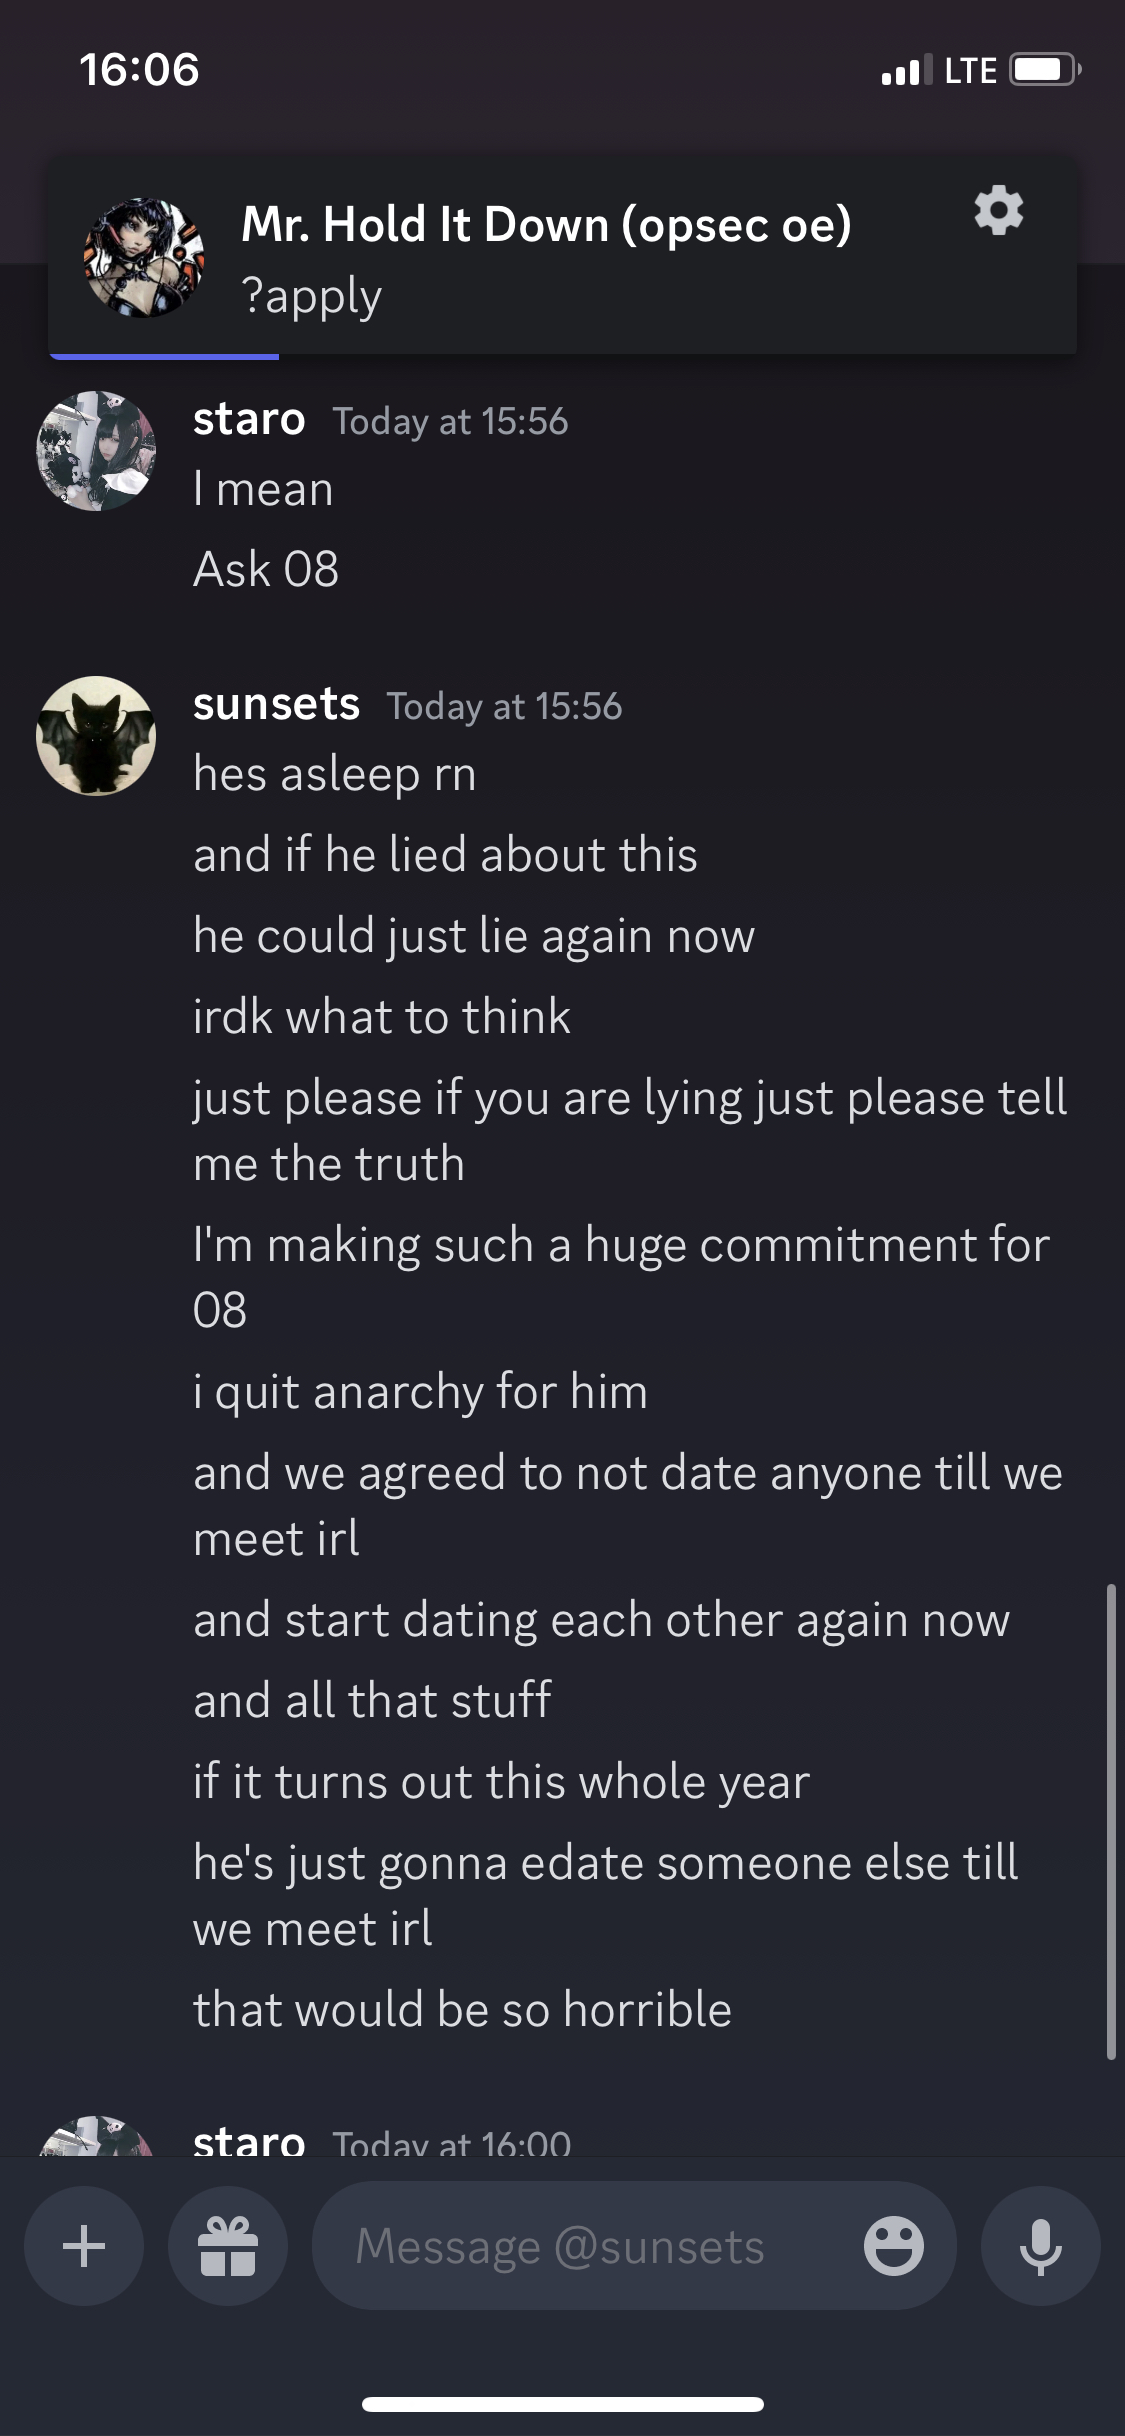 16:06
LTE
Mr. Hold It Down (opsec oe)
?apply
staro Today at 15:56
I mean
Ask 08
sunsets Today at 15:56
hes asleep rn
and if he lied about this
he could just lie again now
irdk what to think
just please if you are lying just please tell
me the truth
I'm making such a huge commitment for
08
i quit anarchy for him
and we agreed to not date anyone till we
meet irl
and start dating each other again now
and all that stuff
if it turns out this whole year
he's just gonna edate someone else till
we meet irl
that would be so horrible
staro Today at 16:00
Message @sunsets